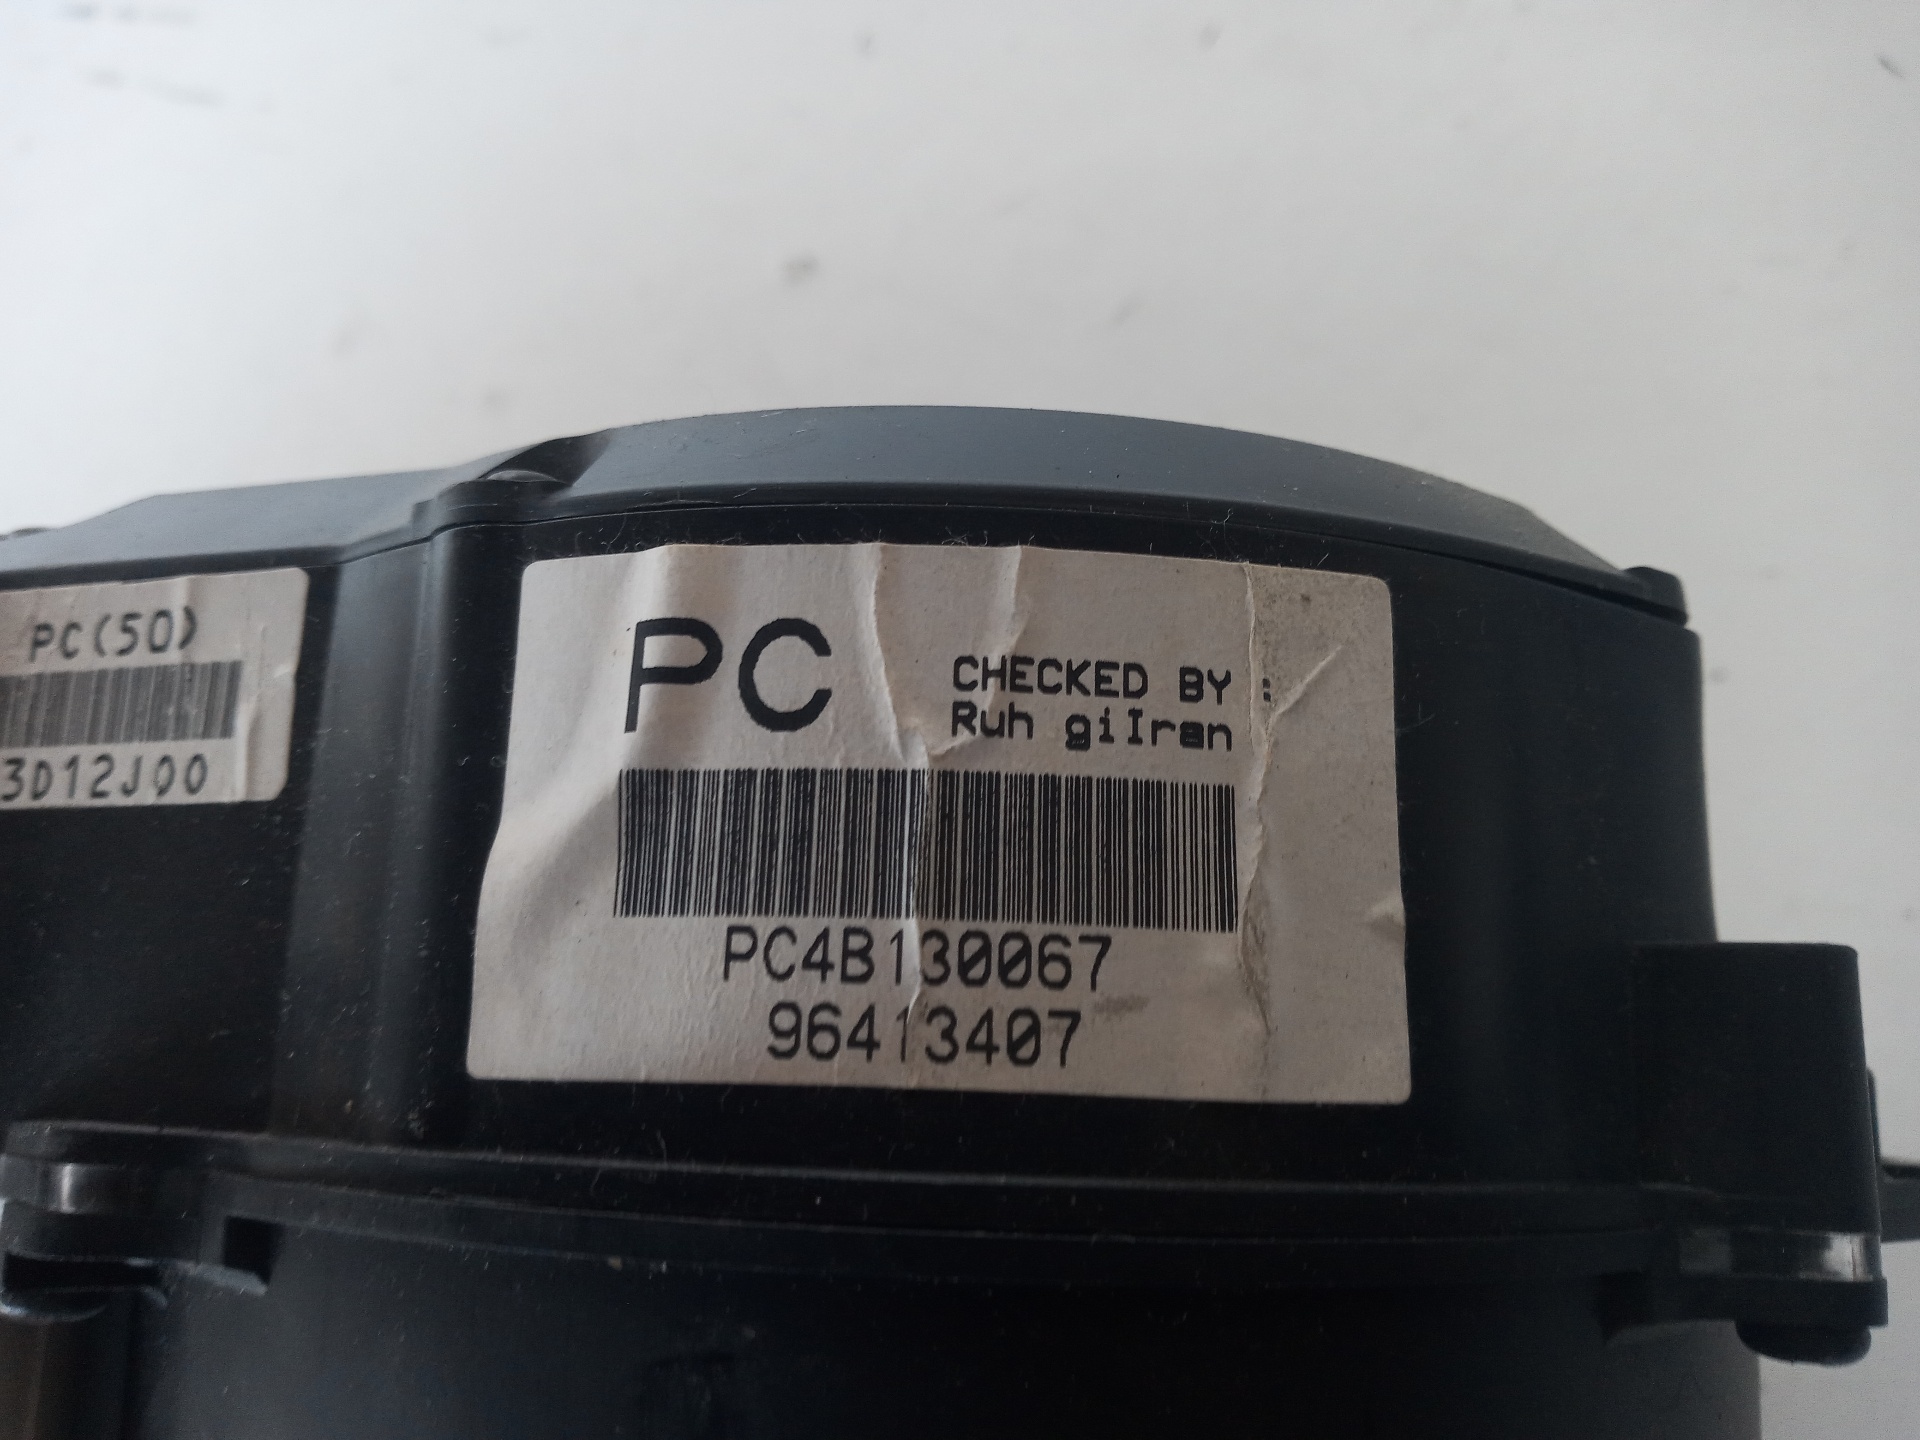 PC(50)
3D12J00
PC
CHECKED BY :
Ruh gilran
PC4B130067
96413407